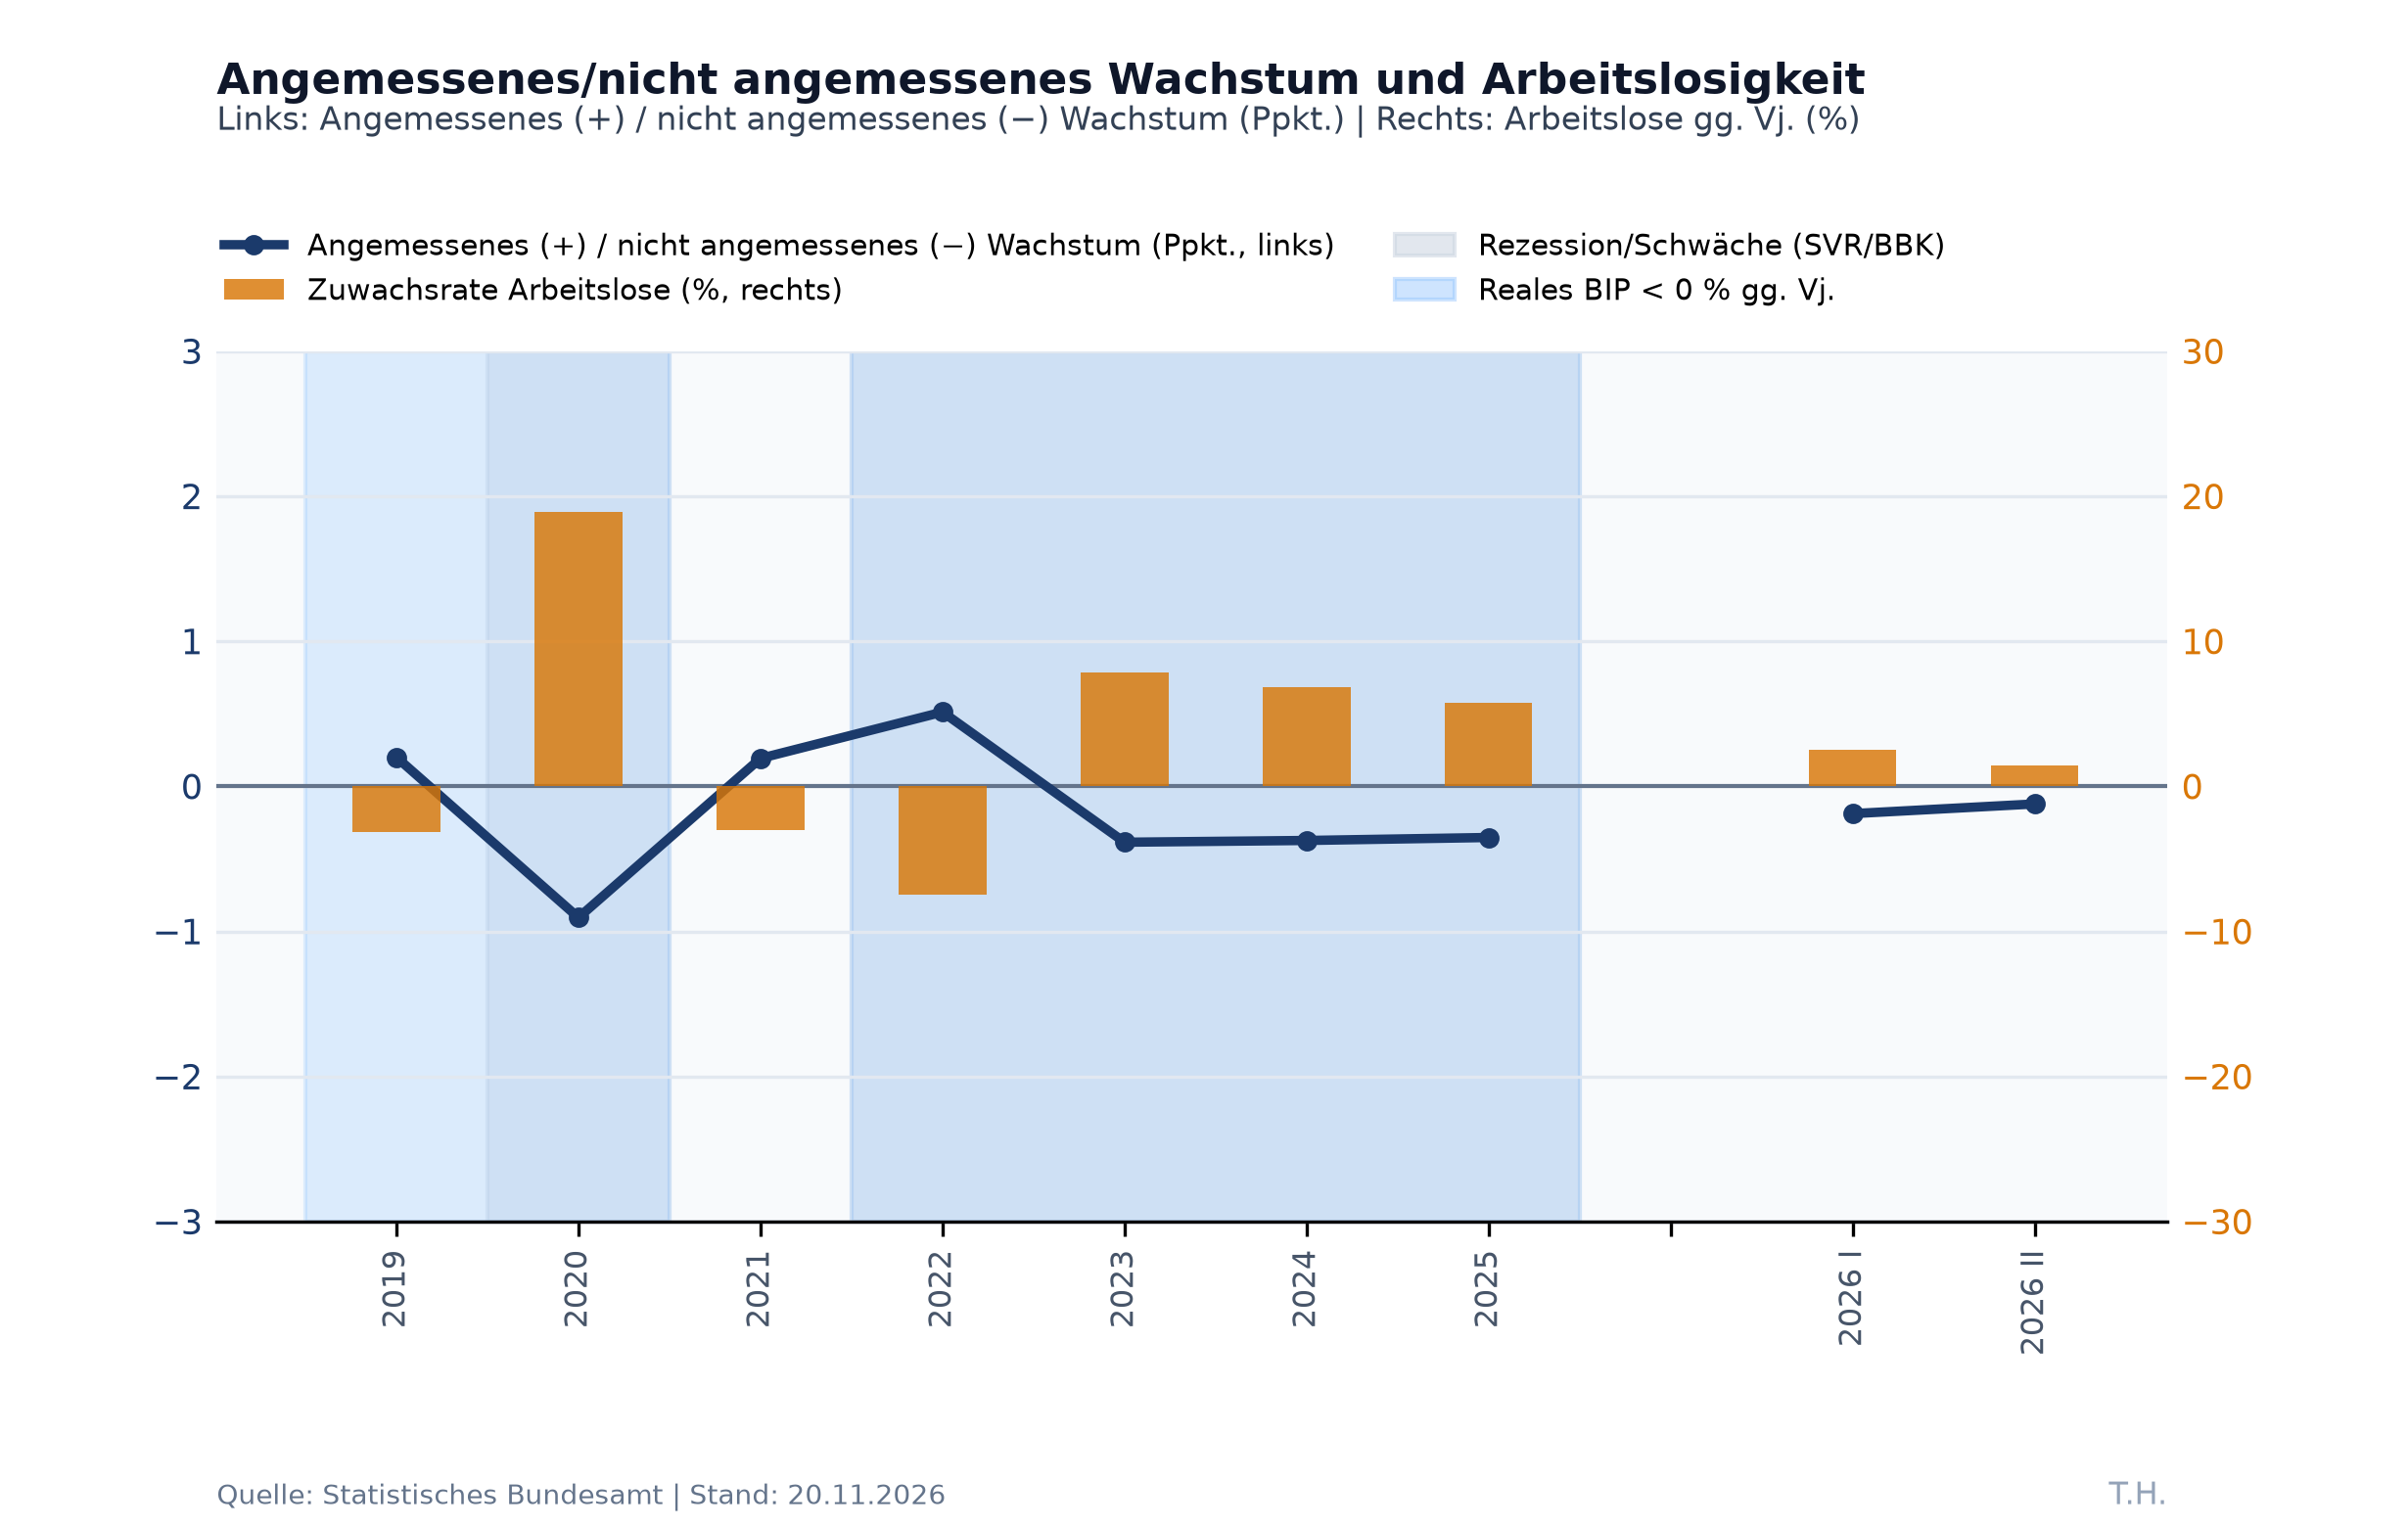 Angemessenes/nicht angemessenes Wachstum und Arbeitslosigkeit
Links: Angemessenes (+) / nicht angemessenes (−) Wachstum (Ppkt.) | Rechts: Arbeitslose gg. Vj. (%)
Angemessenes (+) / nicht angemessenes (−) Wachstum (Ppkt., links)
Zuwachsrate Arbeitslose (%, rechts)
Rezession/Schwäche (SVR/BBK)
Reales BIP < 0 % gg. Vj.
3
2
1
0
−1
−2
−3
30
20
10
0
−10
−20
−30
2019
2020
2021
2022
2023
2024
2025
2026 I
2026 II
Quelle: Statistisches Bundesamt | Stand: 20.11.2026
T.H.